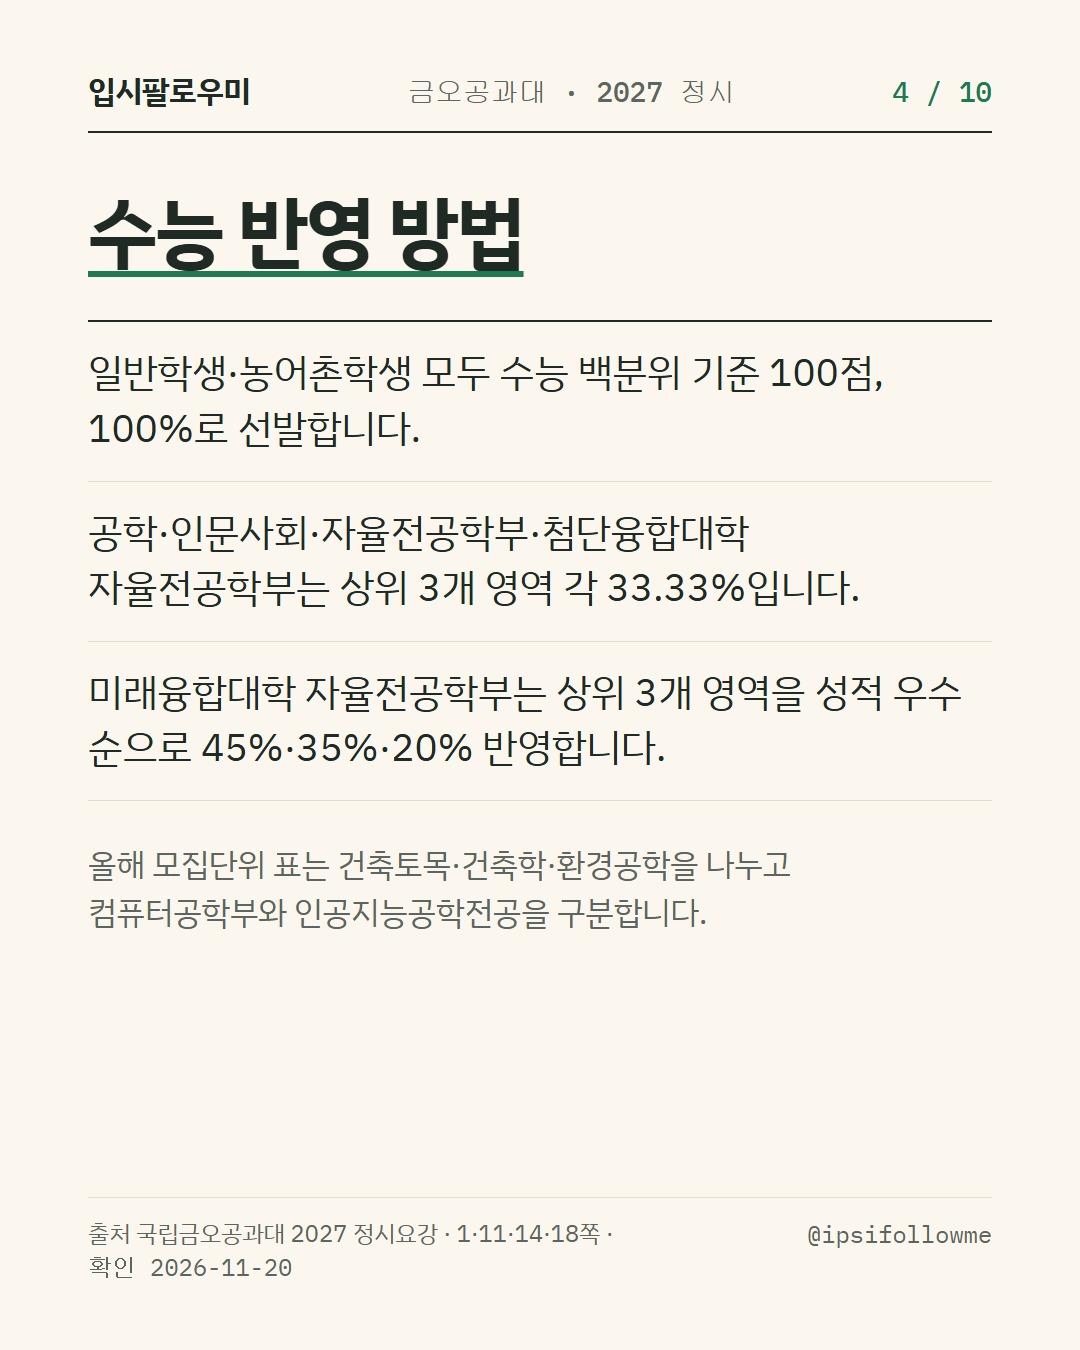 입시팔로우미
금오공과대 · 2027 정시
4 / 10
수능 반영 방법
일반학생·농어촌학생 모두 수능 백분위 기준 100점,
100%로 선발합니다.
공학·인문사회·자율전공학부·첨단융합대학
자율전공학부는 상위 3개 영역 각 33.33%입니다.
미래융합대학 자율전공학부는 상위 3개 영역을 성적 우수
순으로 45%·35%·20% 반영합니다.
올해 모집단위 표는 건축토목·건축학·환경공학을 나누고
컴퓨터공학부와 인공지능공학전공을 구분합니다.
출처 국립금오공과대 2027 정시요강 · 1·11·14·18쪽 ·
확인 2026-11-20
@ipsifollowme